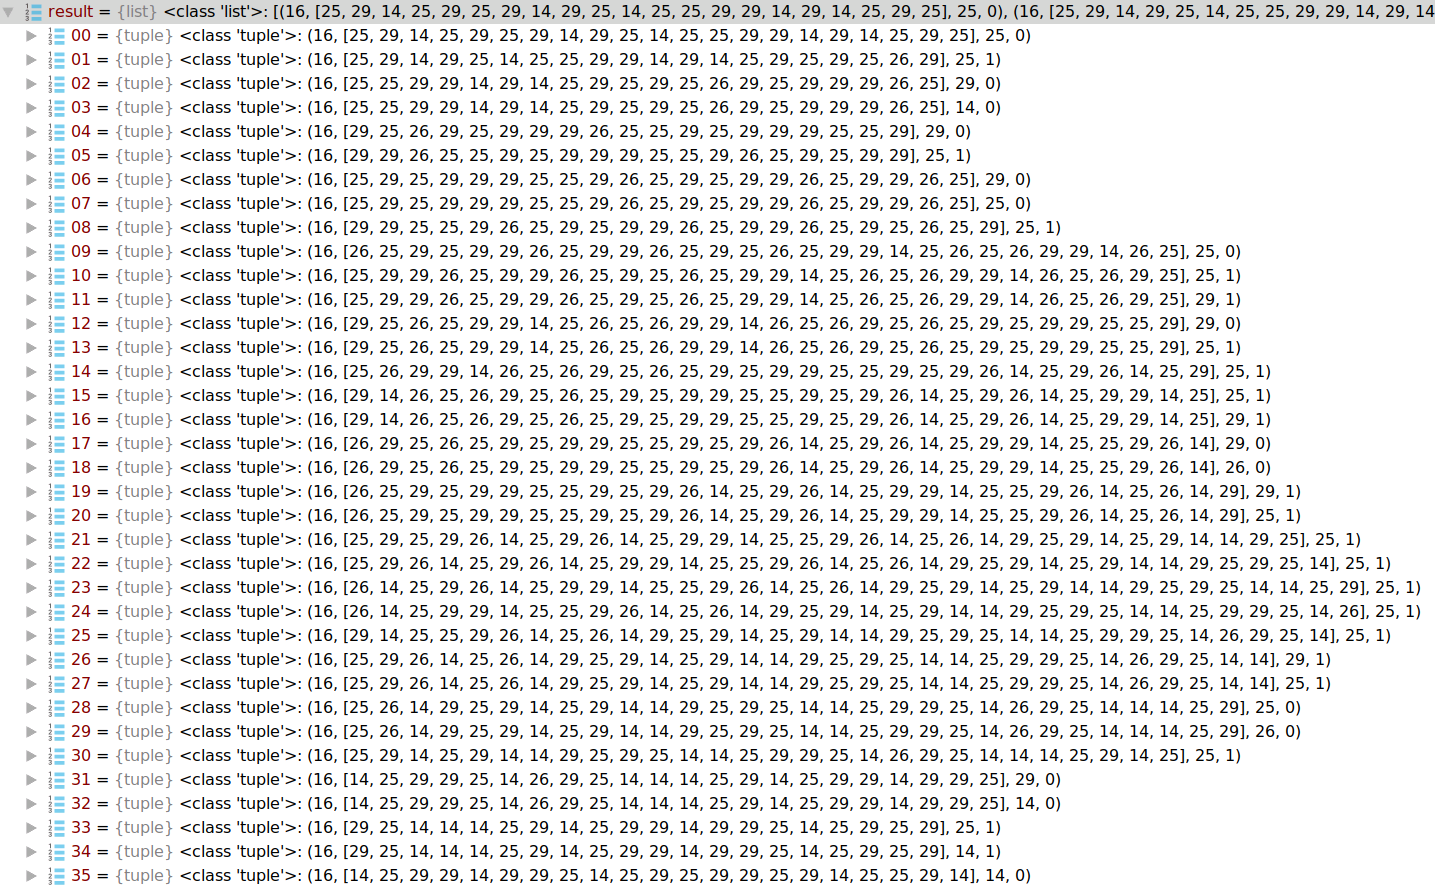 result = {list} <class 'list'>: [(16, [25, 29, 14, 25, 29, 25, 29, 14, 29, 25, 14, 25, 25, 29, 29, 14, 29, 14, 25, 29, 25], 25, 0), (16, [25, 29, 14, 29, 25, 14, 25, 25, 29, 29, 14, 29, 14
00 = {tuple} <class 'tuple'>: (16, [25, 29, 14, 25, 29, 25, 29, 14, 29, 25, 14, 25, 25, 29, 29, 14, 29, 14, 25, 29, 25], 25, 0)
01 = {tuple} <class 'tuple'>: (16, [25, 29, 14, 29, 25, 14, 25, 25, 29, 29, 14, 29, 14, 25, 29, 25, 29, 25, 26, 29], 25, 1)
02 = {tuple} <class 'tuple'>: (16, [25, 25, 29, 29, 14, 29, 14, 25, 29, 25, 29, 25, 26, 29, 25, 29, 29, 29, 26, 25], 29, 0)
03 = {tuple} <class 'tuple'>: (16, [25, 25, 29, 29, 14, 29, 14, 25, 29, 25, 29, 25, 26, 29, 25, 29, 29, 29, 26, 25], 14, 0)
04 = {tuple} <class 'tuple'>: (16, [29, 25, 26, 29, 25, 29, 29, 29, 26, 25, 25, 29, 25, 29, 29, 29, 25, 25, 29], 29, 0)
05 = {tuple} <class 'tuple'>: (16, [29, 29, 26, 25, 25, 29, 25, 29, 29, 29, 25, 25, 29, 26, 25, 29, 25, 29, 29], 25, 1)
06 = {tuple} <class 'tuple'>: (16, [25, 29, 25, 29, 29, 29, 25, 25, 29, 26, 25, 29, 25, 29, 29, 26, 25, 29, 29, 26, 25], 29, 0)
07 = {tuple} <class 'tuple'>: (16, [25, 29, 25, 29, 29, 29, 25, 25, 29, 26, 25, 29, 25, 29, 29, 26, 25, 29, 29, 26, 25], 25, 0)
08 = {tuple} <class 'tuple'>: (16, [29, 29, 25, 25, 29, 26, 25, 29, 25, 29, 29, 26, 25, 29, 29, 26, 25, 29, 26, 25, 25, 29], 25, 1)
09 = {tuple} <class 'tuple'>: (16, [26, 25, 29, 25, 29, 29, 26, 25, 29, 29, 26, 25, 29, 25, 26, 25, 29, 29, 14, 25, 26, 25, 26, 29, 29, 14, 26, 25], 25, 0)
10 = {tuple} <class 'tuple'>: (16, [25, 29, 29, 26, 25, 29, 29, 26, 25, 29, 25, 26, 25, 29, 29, 14, 25, 26, 25, 26, 29, 29, 14, 26, 25, 26, 29, 25], 25, 1)
11 = {tuple} <class 'tuple'>: (16, [25, 29, 29, 26, 25, 29, 29, 26, 25, 29, 25, 26, 25, 29, 29, 14, 25, 26, 25, 26, 29, 29, 14, 26, 25, 26, 29, 25], 29, 1)
12 = {tuple} <class 'tuple'>: (16, [29, 25, 26, 25, 29, 29, 14, 25, 26, 25, 26, 29, 29, 14, 26, 25, 26, 29, 25, 26, 25, 29, 25, 29, 29, 25, 25, 29], 29, 0)
13 = {tuple} <class 'tuple'>: (16, [29, 25, 26, 25, 29, 29, 14, 25, 26, 25, 26, 29, 29, 14, 26, 25, 26, 29, 25, 26, 25, 29, 25, 29, 29, 25, 25, 29], 25, 1)
14 = {tuple} <class 'tuple'>: (16, [25, 26, 29, 29, 14, 26, 25, 26, 29, 25, 26, 25, 29, 25, 29, 29, 25, 25, 29, 25, 29, 26, 14, 25, 29, 26, 14, 25, 29], 25, 1)
15 = {tuple} <class 'tuple'>: (16, [29, 14, 26, 25, 26, 29, 25, 26, 25, 29, 25, 29, 29, 25, 25, 29, 25, 29, 26, 14, 25, 29, 26, 14, 25, 29, 29, 14, 25], 25, 1)
16 = {tuple} <class 'tuple'>: (16, [29, 14, 26, 25, 26, 29, 25, 26, 25, 29, 25, 29, 29, 25, 25, 29, 25, 29, 26, 14, 25, 29, 26, 14, 25, 29, 29, 14, 25], 29, 1)
17 = {tuple} <class 'tuple'>: (16, [26, 29, 25, 26, 25, 29, 25, 29, 29, 25, 25, 29, 25, 29, 26, 14, 25, 29, 26, 14, 25, 29, 29, 14, 25, 25, 29, 26, 14], 29, 0)
18 = {tuple} <class 'tuple'>: (16, [26, 29, 25, 26, 25, 29, 25, 29, 29, 25, 25, 29, 25, 29, 26, 14, 25, 29, 26, 14, 25, 29, 29, 14, 25, 25, 29, 26, 14], 26, 0)
19 = {tuple} <class 'tuple'>: (16, [26, 25, 29, 25, 29, 29, 25, 25, 29, 25, 29, 26, 14, 25, 29, 26, 14, 25, 29, 29, 14, 25, 25, 29, 26, 14, 25, 26, 14, 29], 29, 1)
20 = {tuple} <class 'tuple'>: (16, [26, 25, 29, 25, 29, 29, 25, 25, 29, 25, 29, 26, 14, 25, 29, 26, 14, 25, 29, 29, 14, 25, 25, 29, 26, 14, 25, 26, 14, 29], 25, 1)
21 = {tuple} <class 'tuple'>: (16, [25, 29, 25, 29, 26, 14, 25, 29, 26, 14, 25, 29, 29, 14, 25, 25, 29, 26, 14, 25, 26, 14, 29, 25, 29, 14, 25, 29, 14, 14, 29, 25], 25, 1)
22 = {tuple} <class 'tuple'>: (16, [25, 29, 26, 14, 25, 29, 26, 14, 25, 29, 29, 14, 25, 25, 29, 26, 14, 25, 26, 14, 29, 25, 29, 14, 25, 29, 14, 14, 29, 25, 29, 25, 14], 25, 1)
23 = {tuple} <class 'tuple'>: (16, [26, 14, 25, 29, 26, 14, 25, 29, 29, 14, 25, 25, 29, 26, 14, 25, 26, 14, 29, 25, 29, 14, 25, 29, 14, 14, 29, 25, 29, 25, 14, 14, 25, 29], 25, 1)
24 = {tuple} <class 'tuple'>: (16, [26, 14, 25, 29, 29, 14, 25, 25, 29, 26, 14, 25, 26, 14, 29, 25, 29, 14, 25, 29, 14, 14, 29, 25, 29, 25, 14, 14, 25, 29, 29, 25, 14, 26], 25, 1)
25 = {tuple} <class 'tuple'>: (16, [29, 14, 25, 25, 29, 26, 14, 25, 26, 14, 29, 25, 29, 14, 25, 29, 14, 14, 29, 25, 29, 25, 14, 14, 25, 29, 29, 25, 14, 26, 29, 25, 14], 25, 1)
26 = {tuple} <class 'tuple'>: (16, [25, 29, 26, 14, 25, 26, 14, 29, 25, 29, 14, 25, 29, 14, 14, 29, 25, 29, 25, 14, 14, 25, 29, 29, 25, 14, 26, 29, 25, 14, 14], 29, 1)
27 = {tuple} <class 'tuple'>: (16, [25, 29, 26, 14, 25, 26, 14, 29, 25, 29, 14, 25, 29, 14, 14, 29, 25, 29, 25, 14, 14, 25, 29, 29, 25, 14, 26, 29, 25, 14, 14], 25, 1)
28 = {tuple} <class 'tuple'>: (16, [25, 26, 14, 29, 25, 29, 14, 25, 29, 14, 14, 29, 25, 29, 25, 14, 14, 25, 29, 29, 25, 14, 26, 29, 25, 14, 14, 14, 25, 29], 25, 0)
29 = {tuple} <class 'tuple'>: (16, [25, 26, 14, 29, 25, 29, 14, 25, 29, 14, 14, 29, 25, 29, 25, 14, 14, 25, 29, 29, 25, 14, 26, 29, 25, 14, 14, 14, 25, 29], 26, 0)
30 = {tuple} <class 'tuple'>: (16, [25, 29, 14, 25, 29, 14, 14, 29, 25, 29, 25, 14, 14, 25, 29, 29, 25, 14, 26, 29, 25, 14, 14, 14, 25, 29, 14, 25], 25, 1)
31 = {tuple} <class 'tuple'>: (16, [14, 25, 29, 29, 25, 14, 26, 29, 25, 14, 14, 14, 25, 29, 14, 25, 29, 29, 14, 29, 29, 25], 29, 0)
32 = {tuple} <class 'tuple'>: (16, [14, 25, 29, 29, 25, 14, 26, 29, 25, 14, 14, 14, 25, 29, 14, 25, 29, 29, 14, 29, 29, 25], 14, 0)
33 = {tuple} <class 'tuple'>: (16, [29, 25, 14, 14, 14, 25, 29, 14, 25, 29, 29, 14, 29, 29, 25, 14, 25, 29, 25, 29], 25, 1)
34 = {tuple} <class 'tuple'>: (16, [29, 25, 14, 14, 14, 25, 29, 14, 25, 29, 29, 14, 29, 29, 25, 14, 25, 29, 25, 29], 14, 1)
35 = {tuple} <class 'tuple'>: (16, [14, 25, 29, 29, 14, 29, 29, 25, 14, 25, 29, 25, 29, 29, 25, 29, 14, 25, 25, 29, 14], 14, 0)